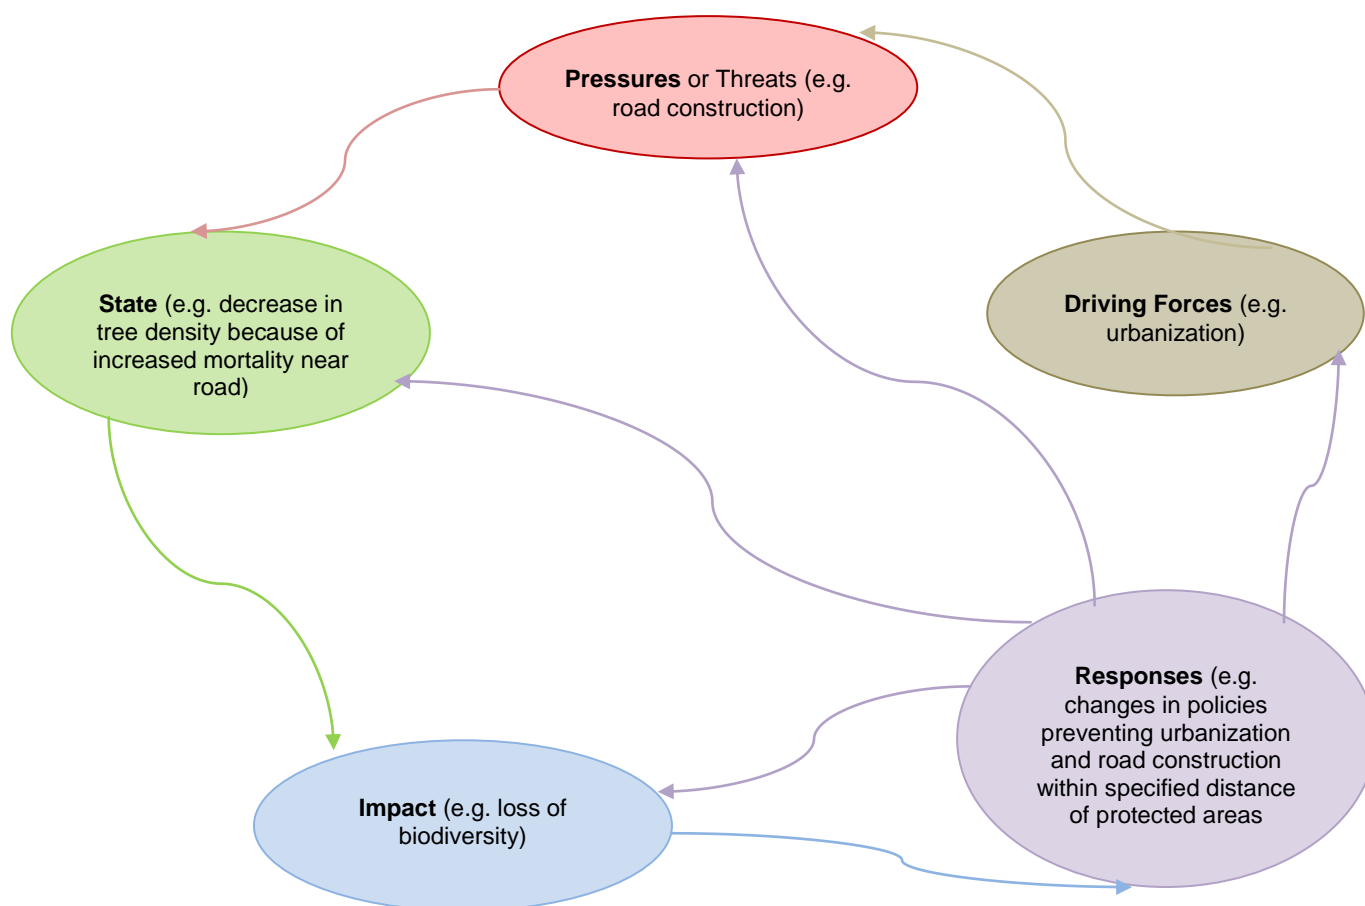 Pressures or Threats (e.g.
road construction)
State (e.g. decrease in
tree density because of
increased mortality near
road)
Driving Forces (e.g.
urbanization)
Responses (e.g.
changes in policies
preventing urbanization
and road construction
within specified distance
of protected areas
Impact (e.g. loss of
biodiversity)